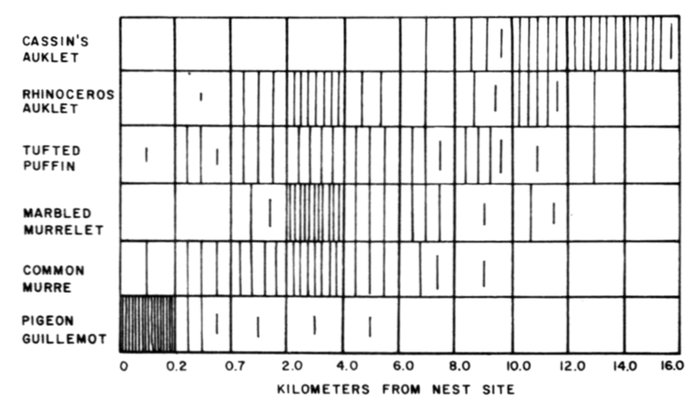 CASSIN'S
AUKLET
RHINOCEROS
AUKLET
TUFTED
PUFFIN
MARBLED
MURRELET
COMMON
MURRE
PIGEON
GUILLEMOT
0 0.2 0.7 2.0 4.0 6.0 8.0 10.0 12.0 14.0 16.0
KILOMETERS FROM NEST SITE